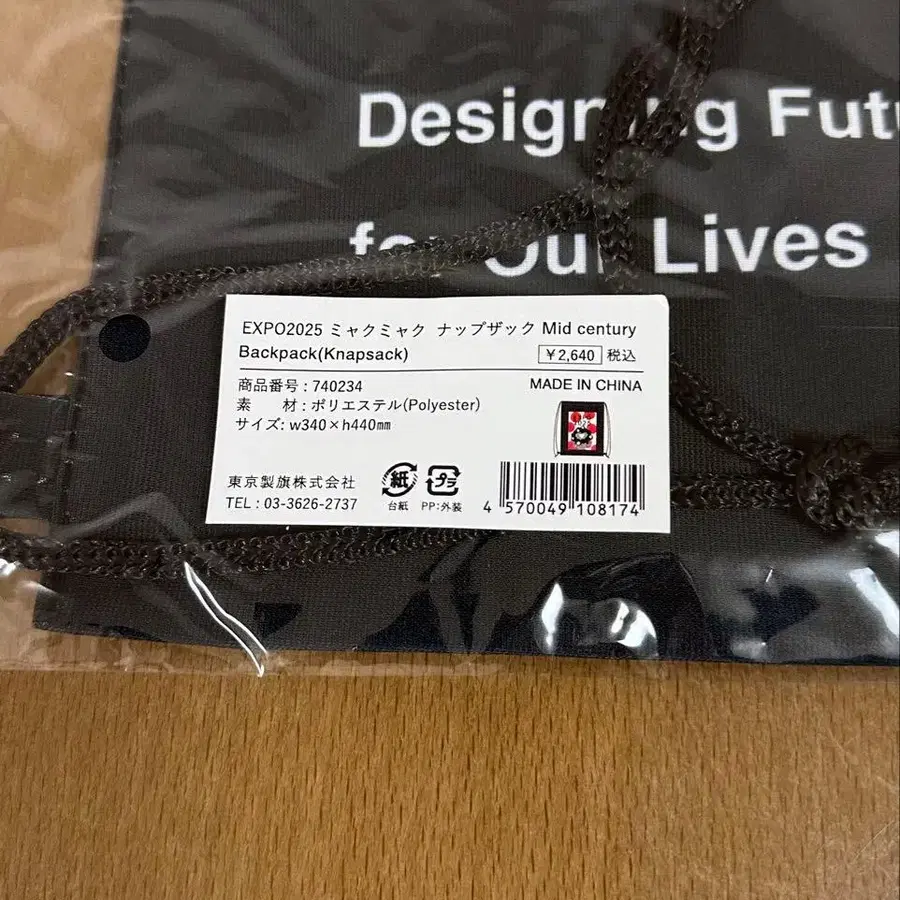 Designing Futu
for Our Lives
EXPO2025 ミャクミャク ナップザック Mid century
Backpack(Knapsack) ¥2,640 税込
商品番号 : 740234 MADE IN CHINA
素 材 : ポリエステル(Polyester)
サイズ: w340×h440㎜
東京製旗株式会社 紙 プラ
TEL : 03-3626-2737 台紙 PP:外装 4 570049 108174